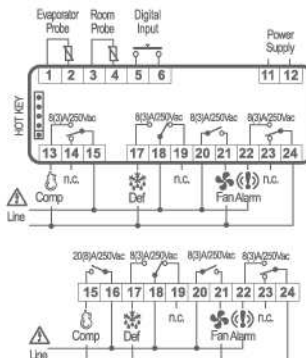 Evaporator Room Digital Power
Probe Probe Input Supply
1 2 3 4 5 6 11 12
HOT KEY
8(3)A/250Vac 8(3)A/250Vac 8(3)A/250Vac 8(3)A/250Vac
13 14 15 17 18 19 20 21 22 23 24
n.c. n.c. n.c.
Comp Def Fan Alarm
Line
20(8)A/250Vac 8(3)A/250Vac 8(3)A/250Vac 8(3)A/250Vac
15 16 17 18 19 20 21 22 23 24
n.c. n.c.
Comp Def Fan Alarm
Line